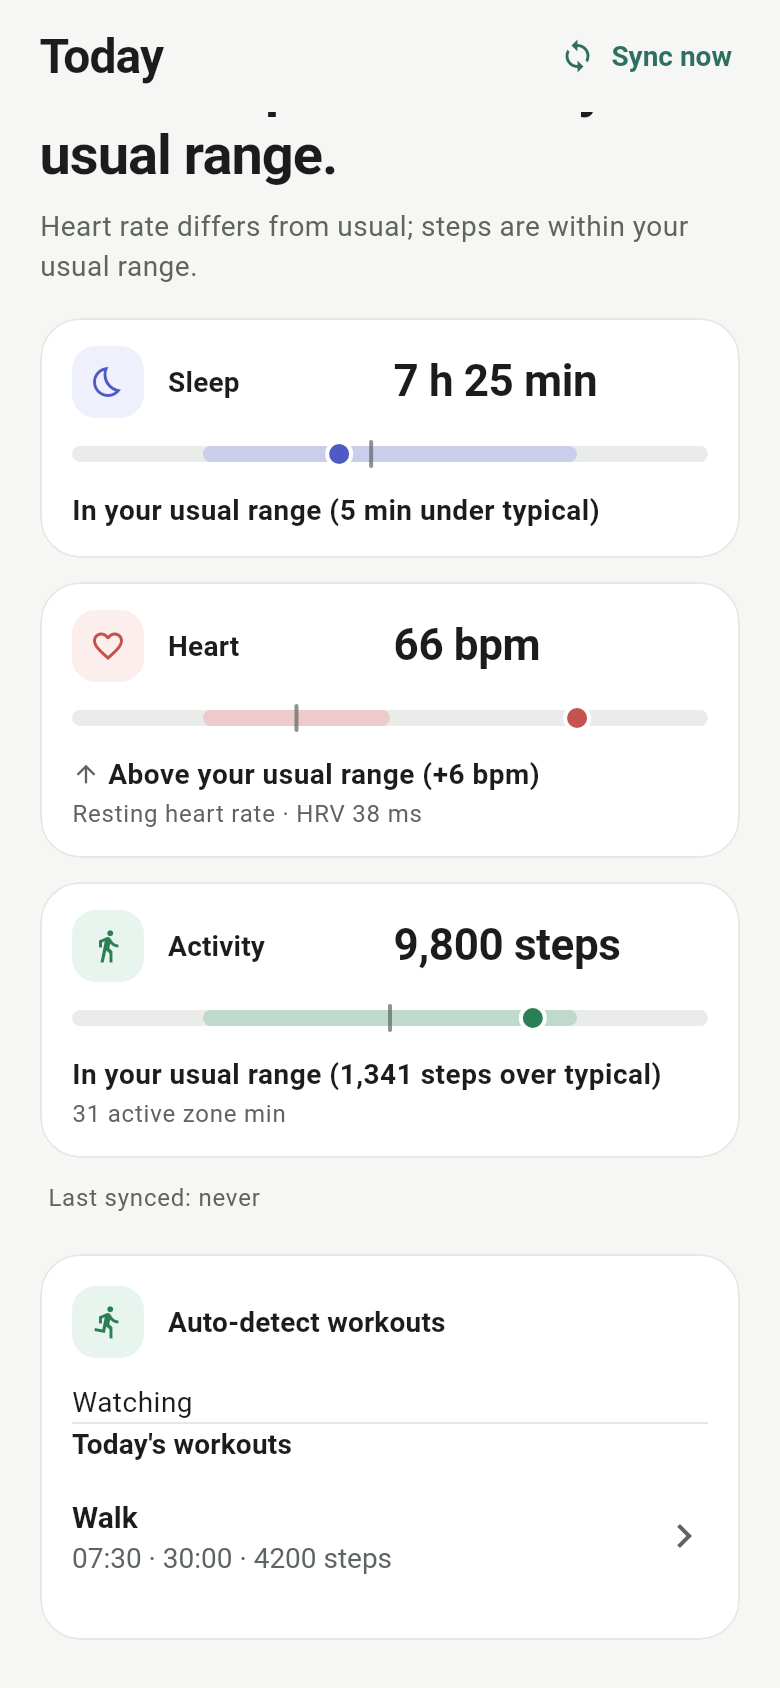 Today
Sync now
usual range.
Heart rate differs from usual; steps are within your
usual range.
Sleep
7 h 25 min
In your usual range (5 min under typical)
Heart
66 bpm
Above your usual range (+6 bpm)
Resting heart rate · HRV 38 ms
Activity
9,800 steps
In your usual range (1,341 steps over typical)
31 active zone min
Last synced: never
Auto-detect workouts
Watching
Today's workouts
Walk
07:30 · 30:00 · 4200 steps